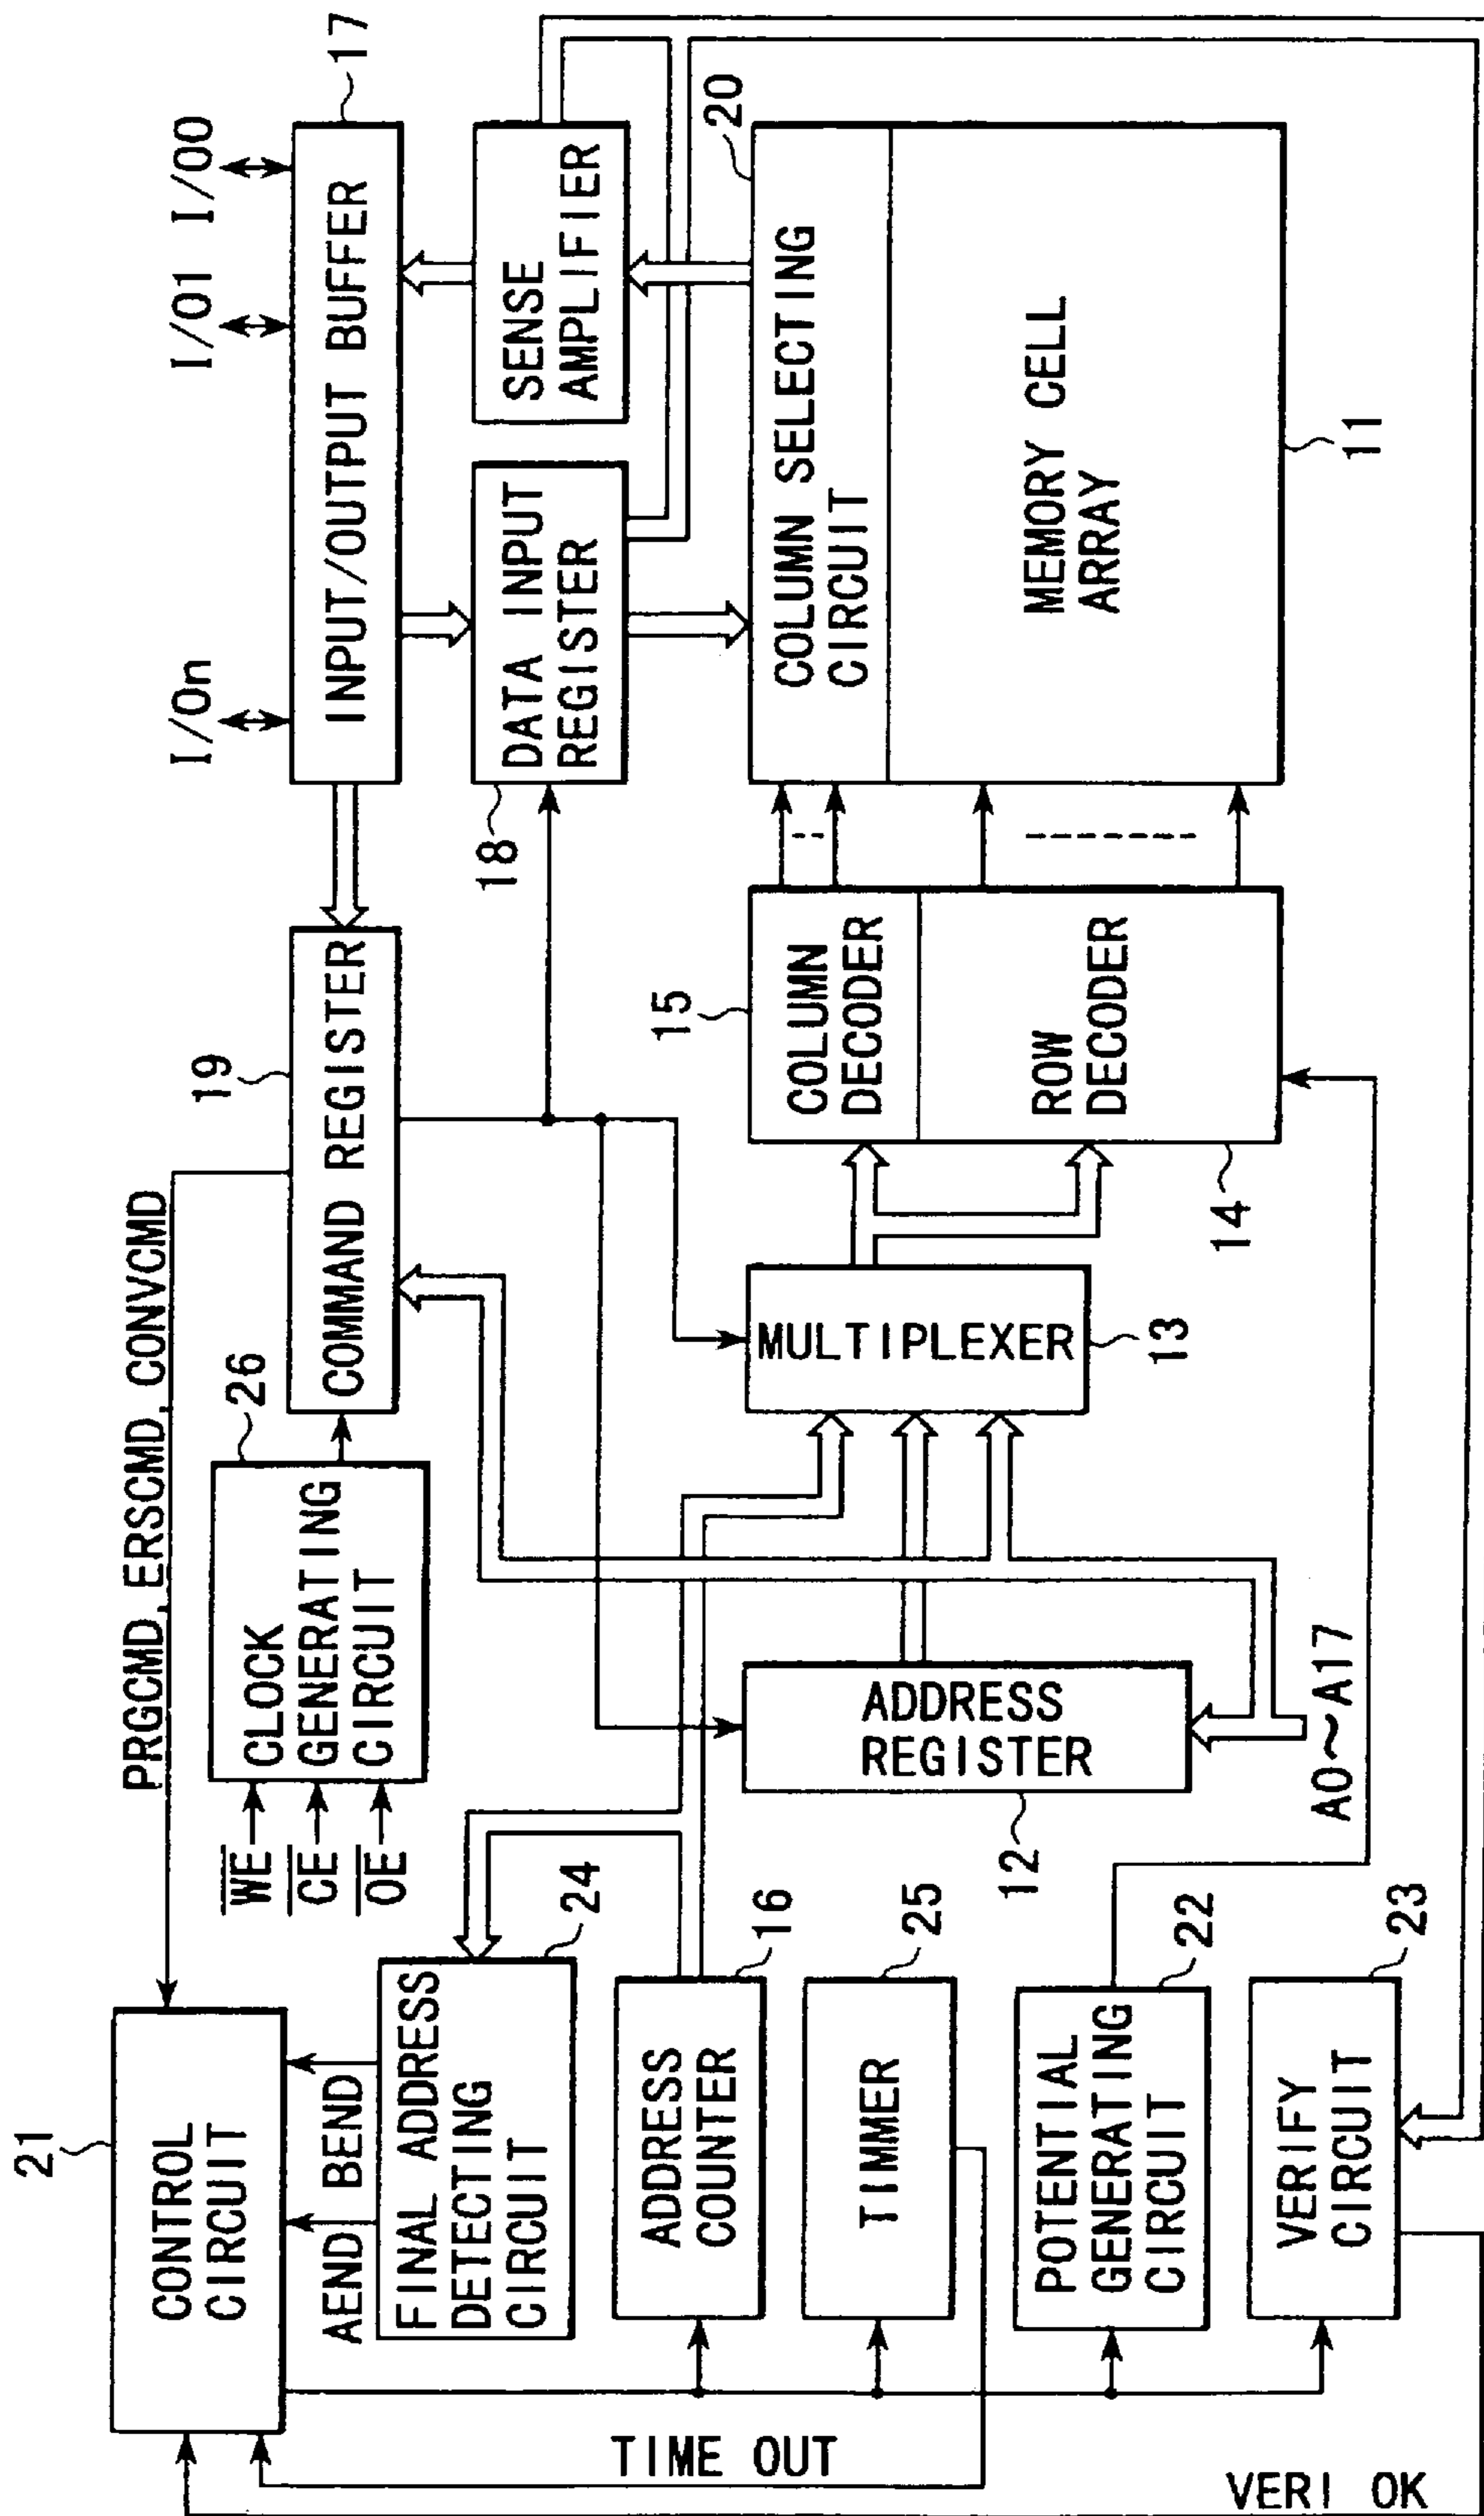 21
CONTROL
CIRCUIT
PRGCMD, ERSCMD, CONVCMD
AEND
BEND
FINAL ADDRESS
DETECTING
CIRCUIT
24
ADDRESS
COUNTER
16
TIMMER
25
POTENTIAL
GENERATING
CIRCUIT
22
VERIFY
CIRCUIT
23
TIME OUT
VERI OK
WE
CE
OE
CLOCK
GENERATING
CIRCUIT
26
COMMAND REGISTER
19
ADDRESS
REGISTER
12
A0~A17
MULTIPLEXER
13
COLUMN
DECODER
15
ROW
DECODER
14
I/On
I/O1
I/O0
INPUT/OUTPUT BUFFER
17
DATA INPUT
REGISTER
18
SENSE
AMPLIFIER
COLUMN SELECTING
CIRCUIT
20
MEMORY CELL
ARRAY
11